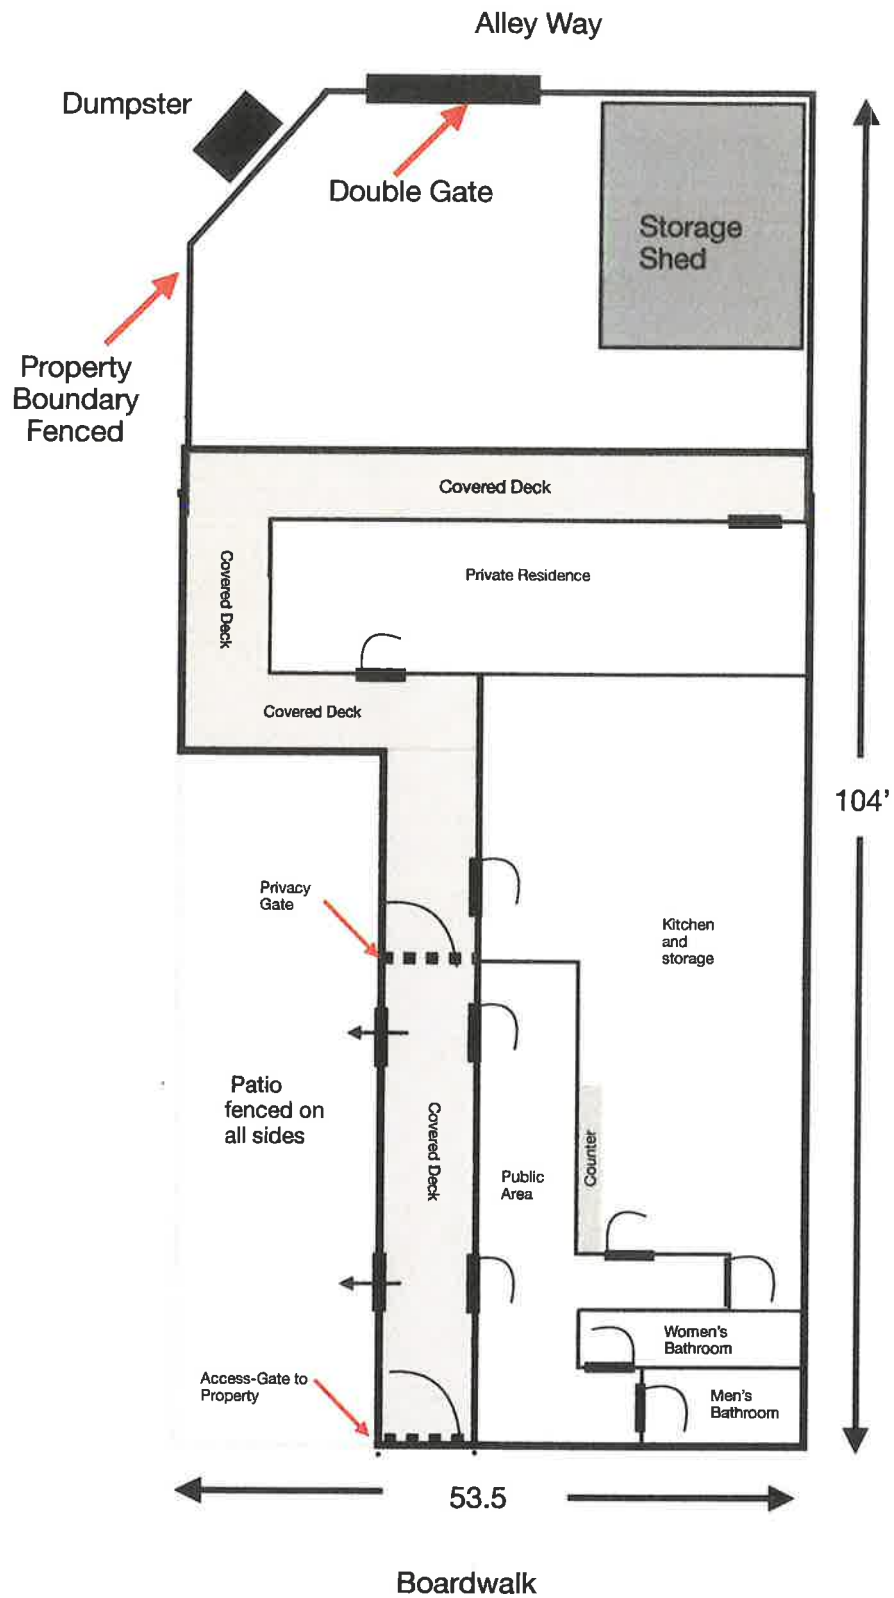 Alley Way
Dumpster
Double Gate
Storage
Shed
Property
Boundary
Fenced
Covered Deck
Covered Deck
Private Residence
Covered Deck
104'
Privacy
Gate
Kitchen
and
storage
Patio
fenced on
all sides
Covered Deck
Counter
Public
Area
Women's
Bathroom
Access-Gate to
Property
Men's
Bathroom
53.5
Boardwalk